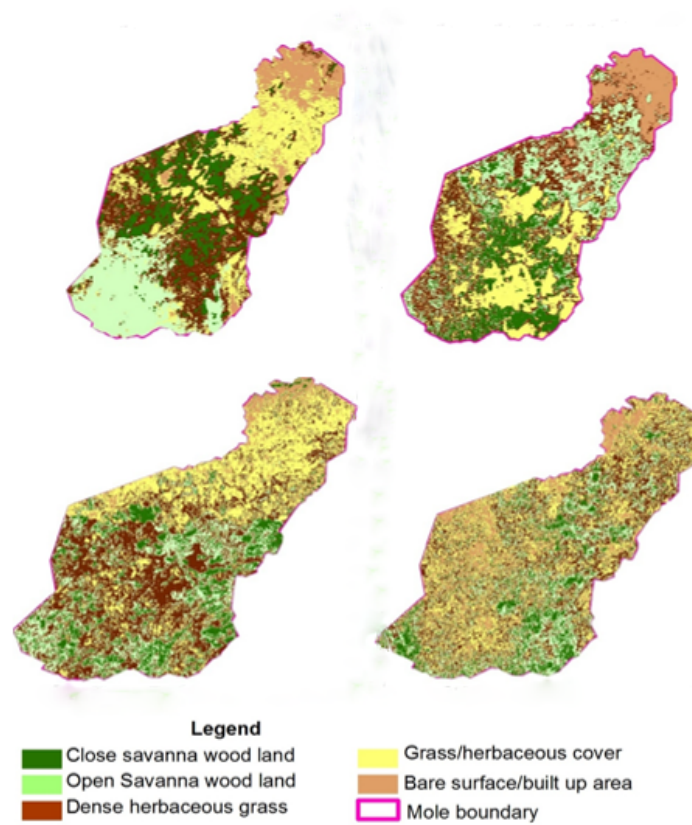 Legend
Close savanna wood land
Open Savanna wood land
Dense herbaceous grass
Grass/herbaceous cover
Bare surface/built up area
Mole boundary